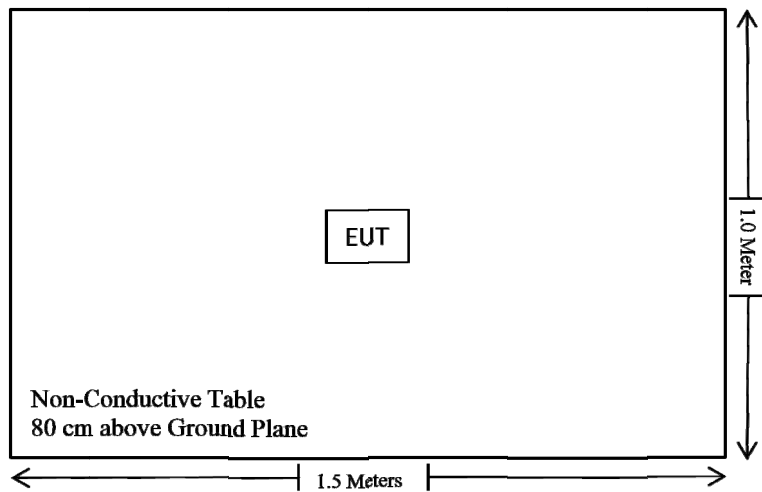 EUT
1.0 Meter
Non-Conductive Table
80 cm above Ground Plane
1.5 Meters